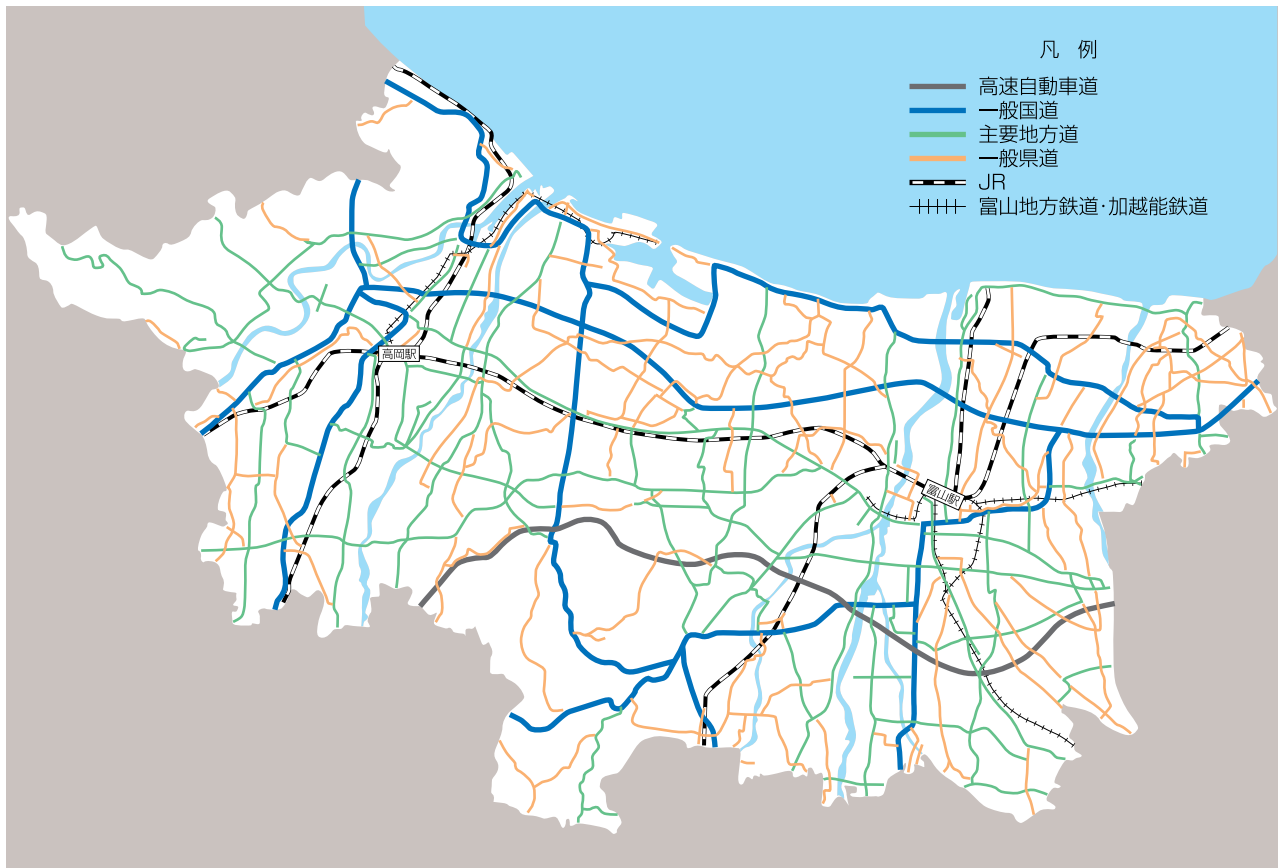 凡 例
高速自動車道
一般国道
主要地方道
一般県道
JR
富山地方鉄道・加越能鉄道
高岡駅
富山駅